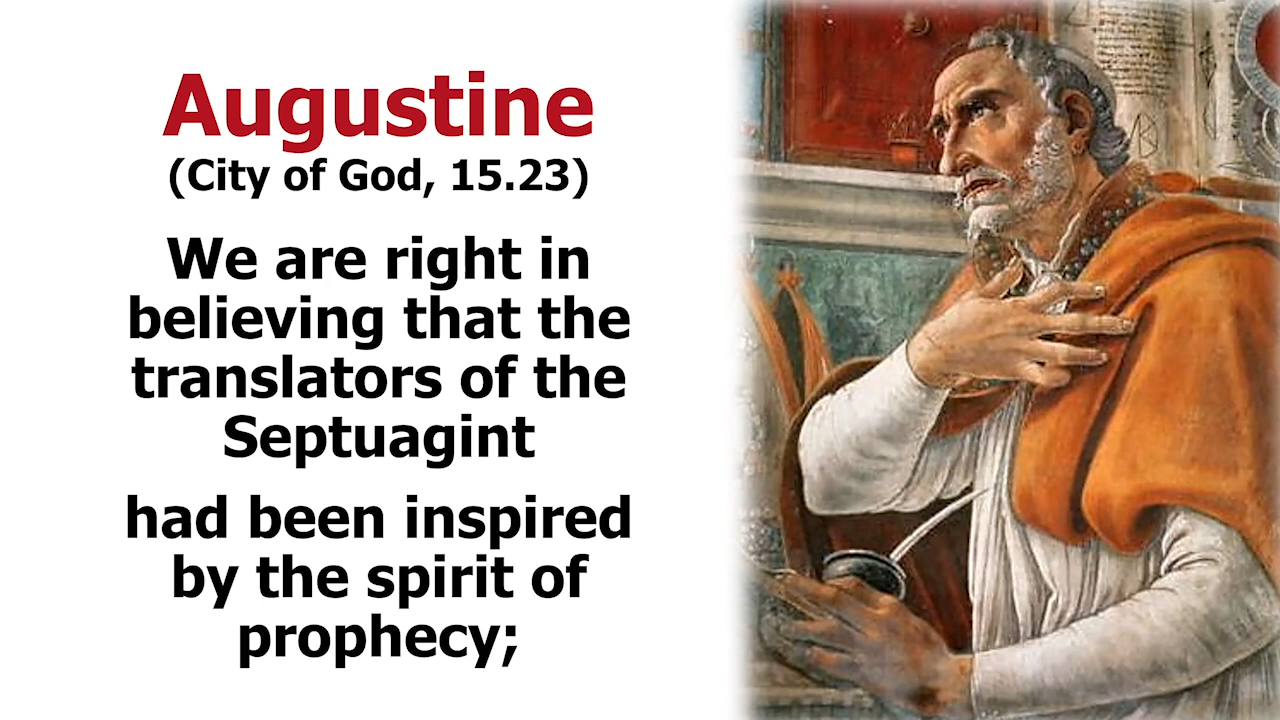 Augustine
(City of God, 15.23)
We are right in
believing that the
translators of the
Septuagint
had been inspired
by the spirit of
prophecy;